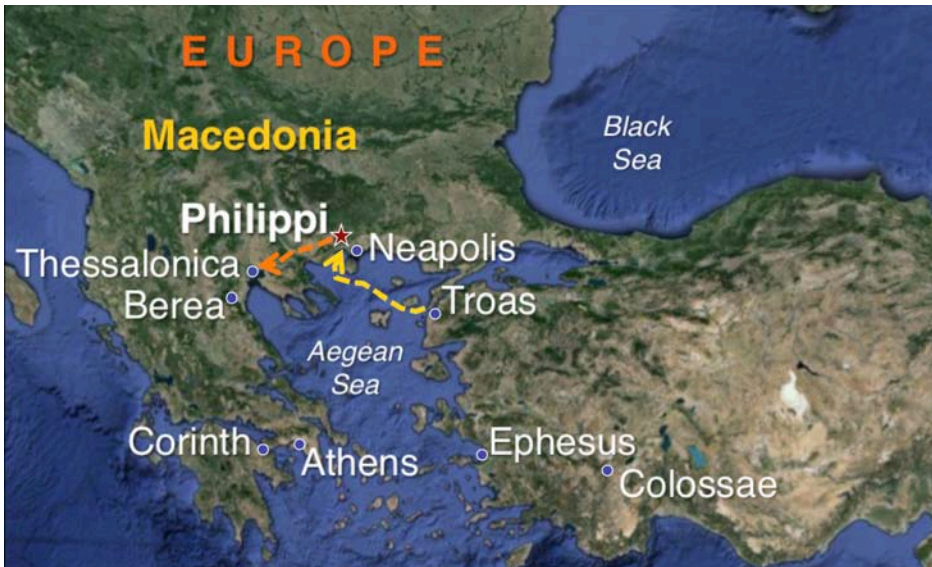 EUROPE
Macedonia
Black
Sea
Philippi
Neapolis
Thessalonica
Berea
Troas
Aegean
Sea
Corinth
Athens
Ephesus
Colossae